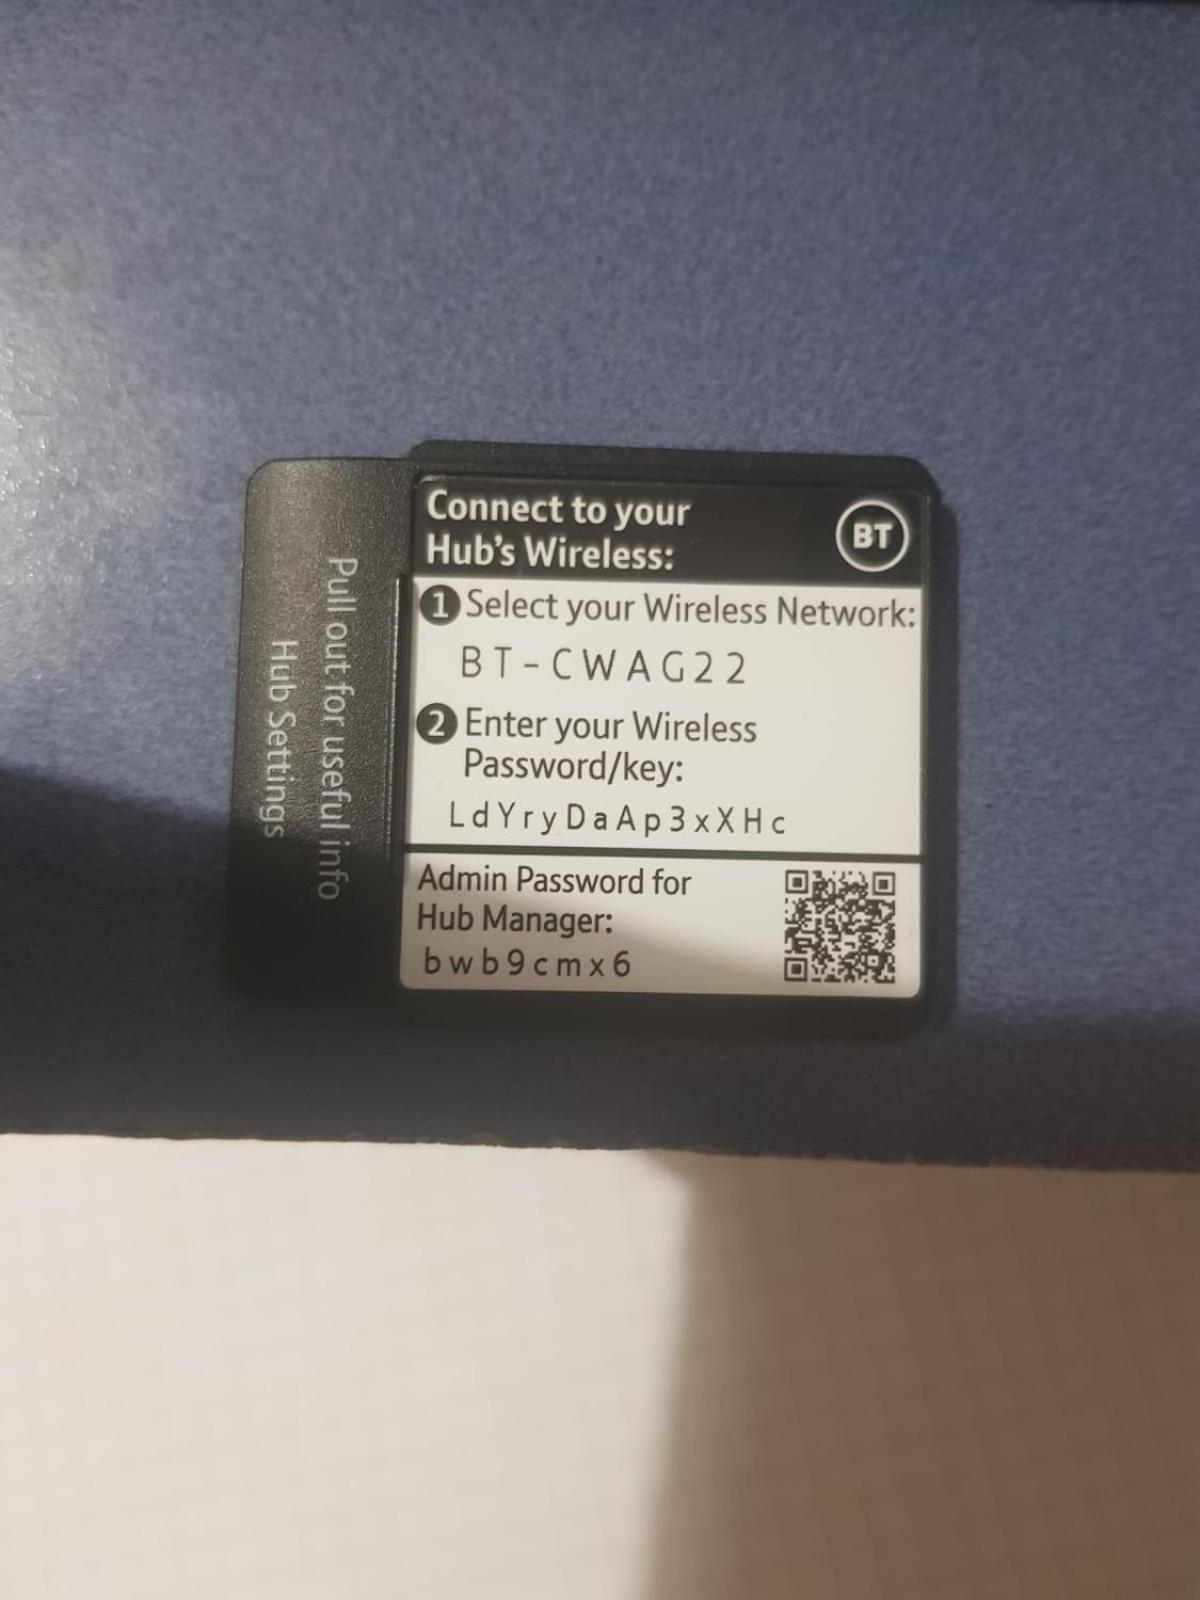 Connect to your
Hub's Wireless:
BT
1 Select your Wireless Network:
BT-CWAG22
2 Enter your Wireless
Password/key:
LdYryDaAp3xXHc
Admin Password for
Hub Manager:
bwb9cmx6
Pull out for useful info
Hub Settings